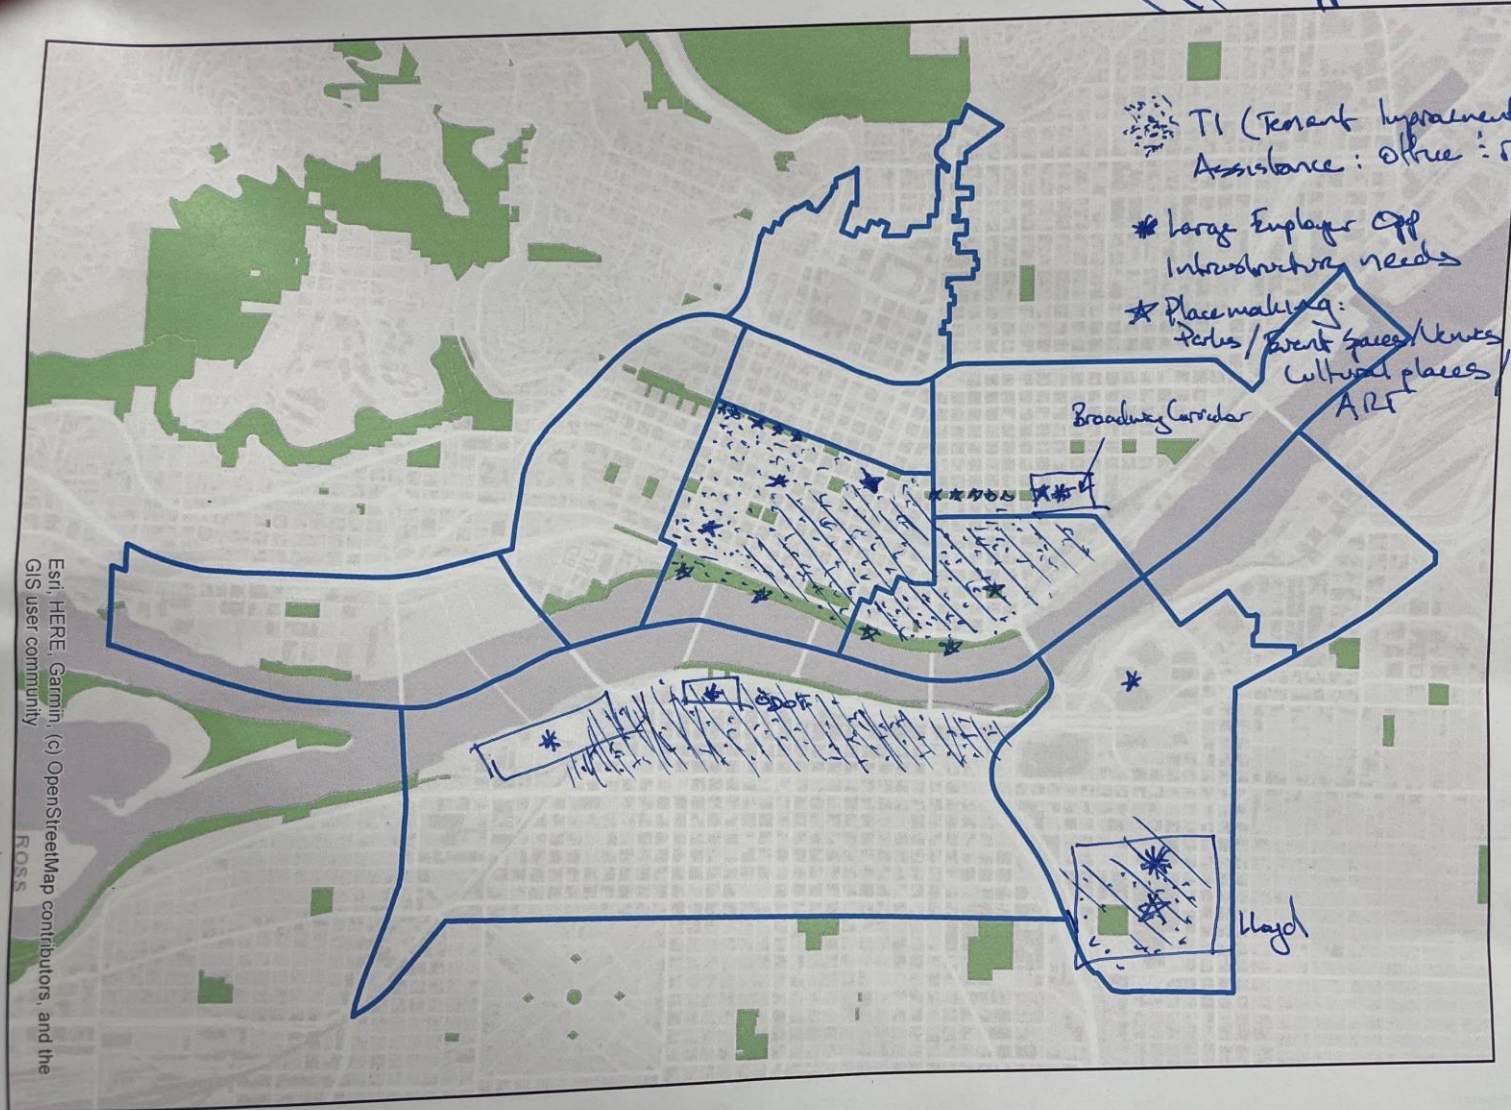 TI (Tenant Improvement
Assistance: Office
* Large Employer Opp
Infrastructure needs
☆ Placemaking:
Parks / Event Spaces/Venues
Cultural places/
ART
Broadway Corridor
Lloyd
Esri, HERE, Garmin, (c) OpenStreetMap contributors, and the
GIS user community
ROSS